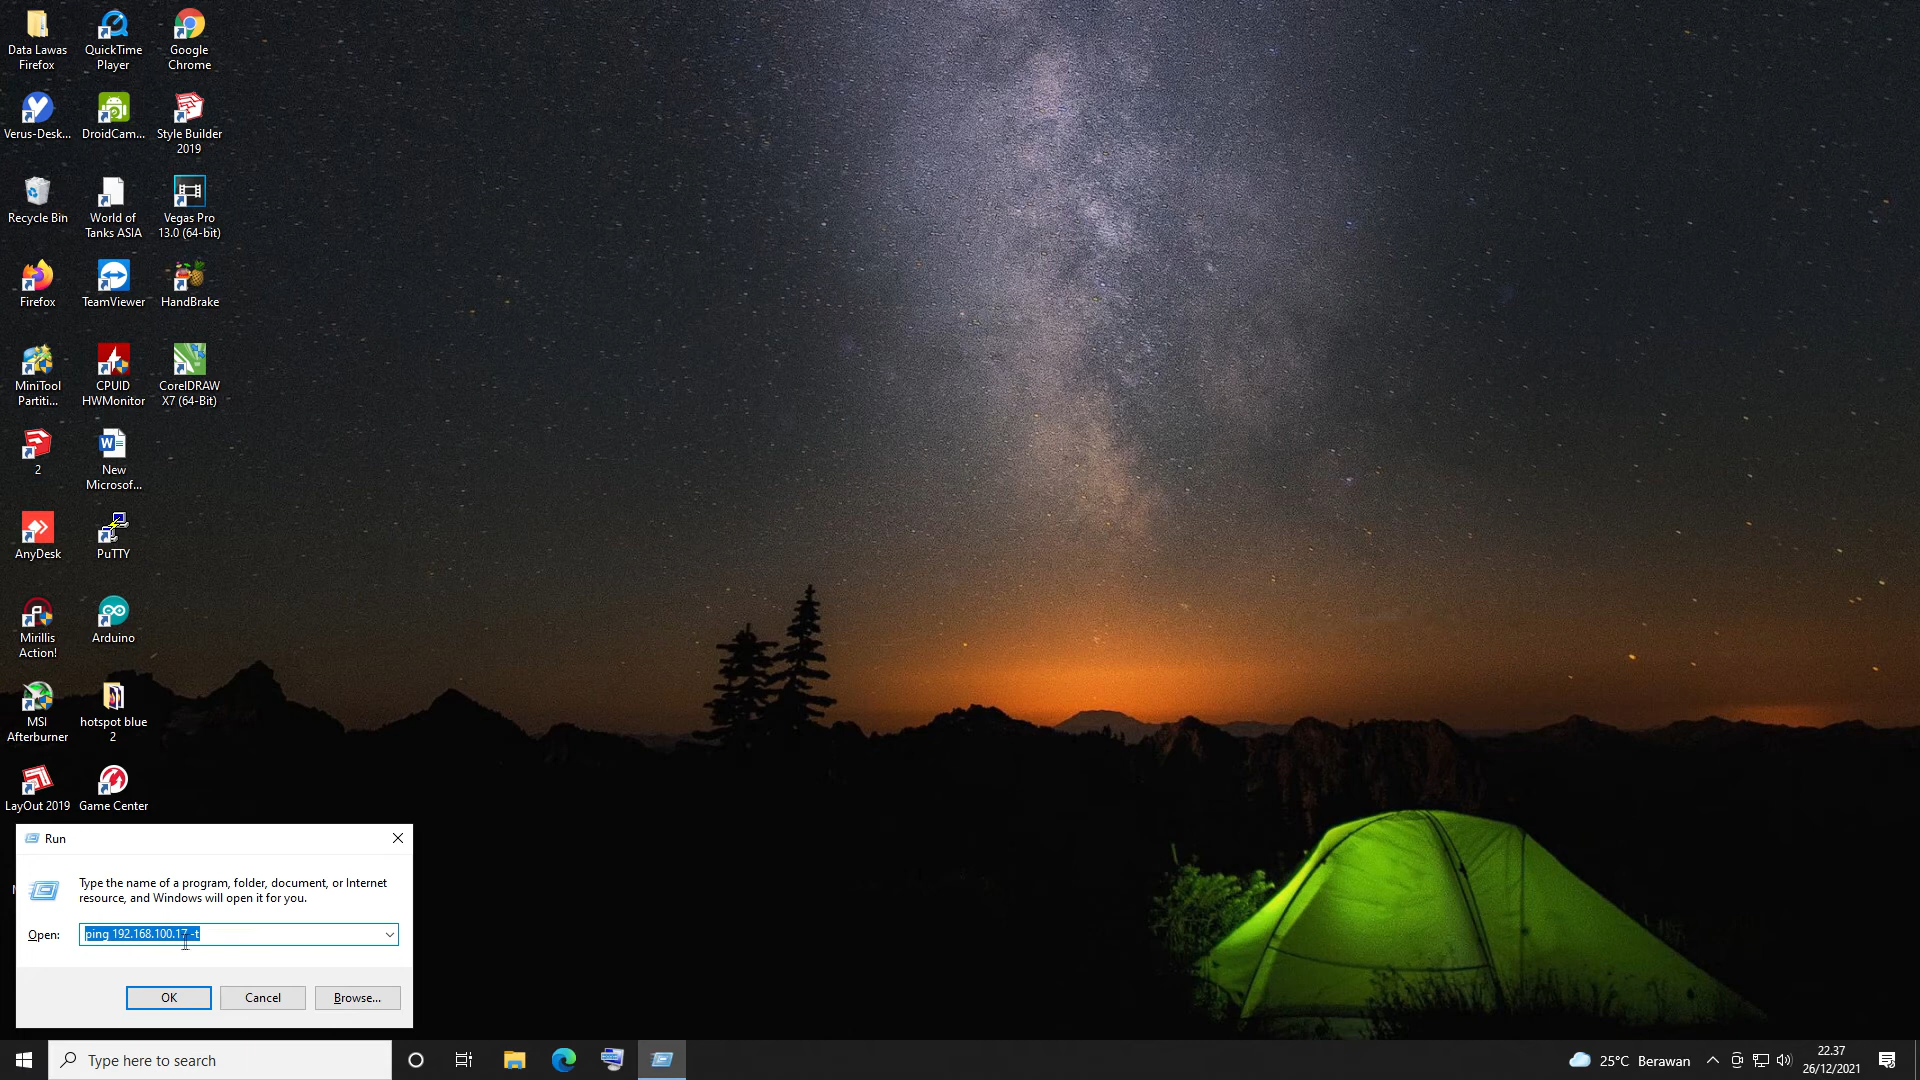 Data Lawas
Firefox
QuickTime
Player
Google
Chrome
Verus-Desk...
DroidCam...
Style Builder
2019
Recycle Bin
World of
Tanks ASIA
Vegas Pro
13.0 (64-bit)
Firefox
TeamViewer
HandBrake
MiniTool
Partiti...
CPUID
HWMonitor
CorelDRAW
X7 (64-Bit)
2
New
Microsof...
AnyDesk
PuTTY
Mirillis
Action!
Arduino
MSI
Afterburner
hotspot blue
2
LayOut 2019
Game Center
Run
Type the name of a program, folder, document, or Internet
resource, and Windows will open it for you.
Open:
ping 192.168.100.17 -t
OK
Cancel
Browse...
Type here to search
25°C Berawan
22.37
26/12/2021